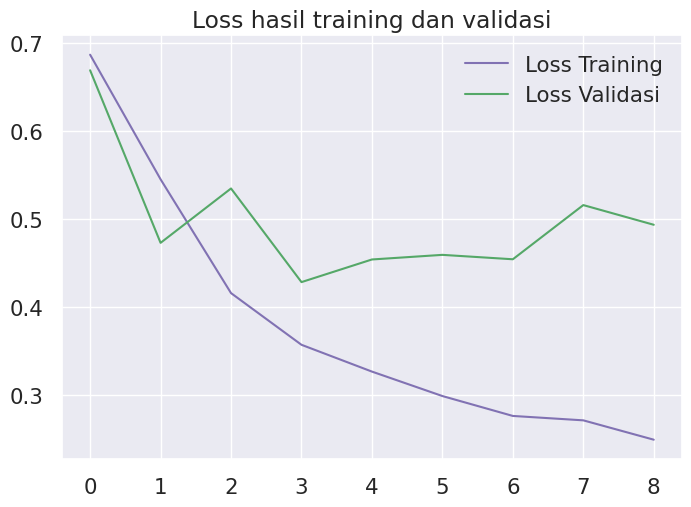 Loss hasil training dan validasi
0.7
0.6
0.5
0.4
0.3
Loss Training
Loss Validasi
0 1 2 3 4 5 6 7 8